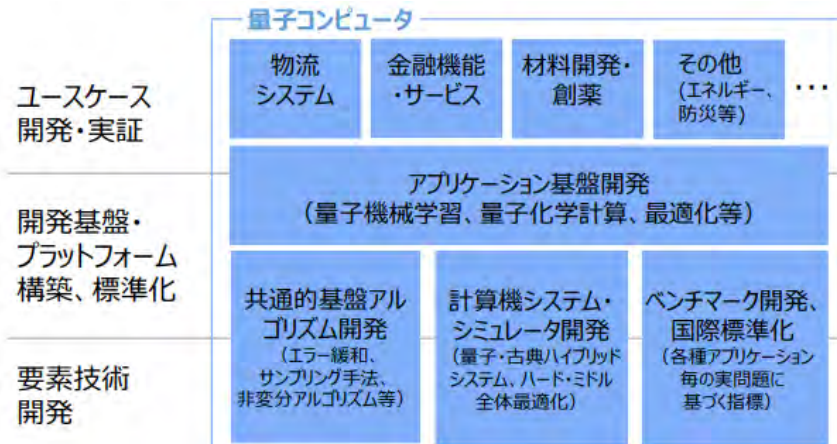 量子コンピュータ
ユースケース
開発・実証
物流
システム
金融機能
・サービス
材料開発・
創薬
その他
(エネルギー、
防災等)
・・・
アプリケーション基盤開発
(量子機械学習、量子化学計算、最適化等)
開発基盤・
プラットフォーム
構築、標準化
共通的基盤アル
ゴリズム開発
(エラー緩和、
サンプリング手法、
非変分アルゴリズム等)
計算機システム・
シミュレータ開発
(量子・古典ハイブリッド
システム、ハード・ミドル
全体最適化)
ベンチマーク開発、
国際標準化
(各種アプリケーション
毎の実問題に
基づく指標)
要素技術
開発